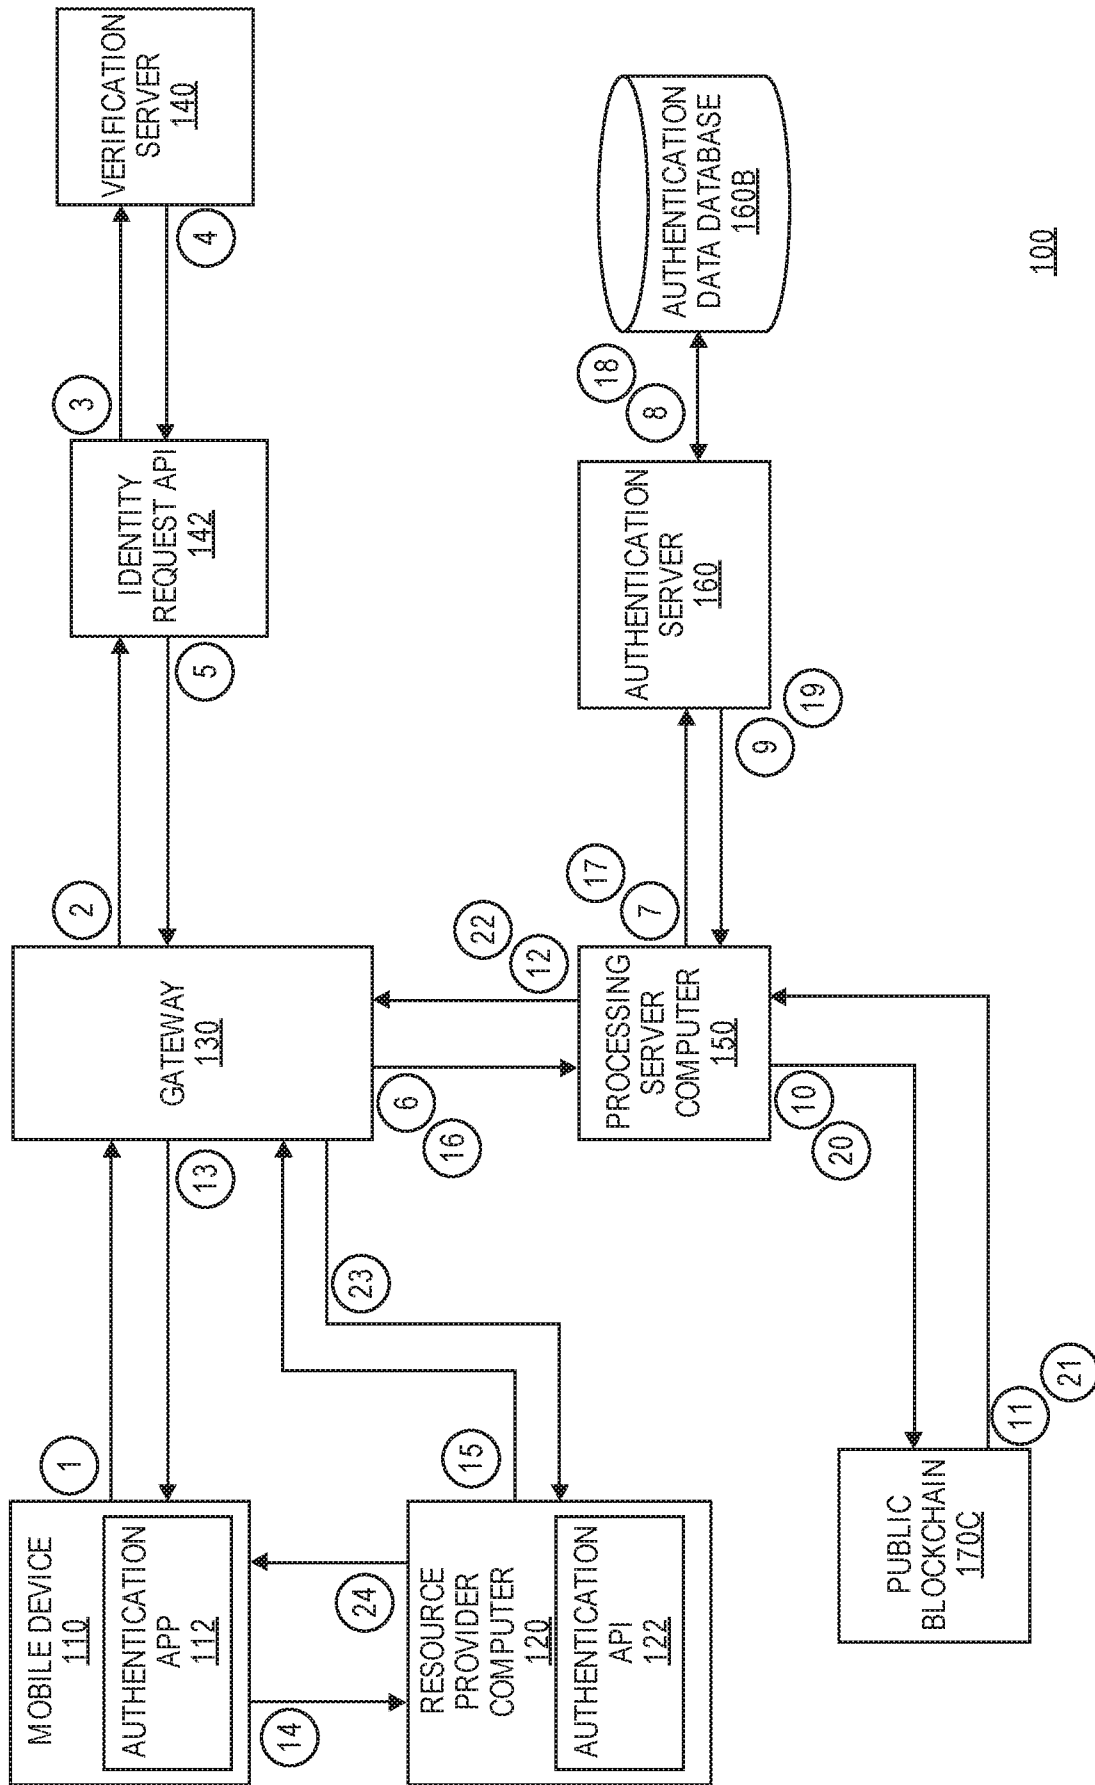 MOBILE DEVICE
110
AUTHENTICATION
APP
112
1
13
GATEWAY
130
2
5
IDENTITY
REQUEST API
142
3
4
VERIFICATION
SERVER
140
14
24
RESOURCE
PROVIDER
COMPUTER
120
AUTHENTICATION
API
122
15
23
6
16
22
12
PROCESSING
SERVER
COMPUTER
150
17
7
9
19
AUTHENTICATION
SERVER
160
18
8
AUTHENTICATION
DATA DATABASE
160B
10
20
PUBLIC
BLOCKCHAIN
170C
11
21
100